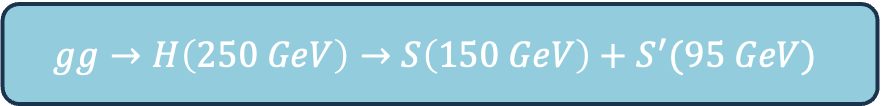 gg → H(250 GeV) → S(150 GeV) + S′(95 GeV)